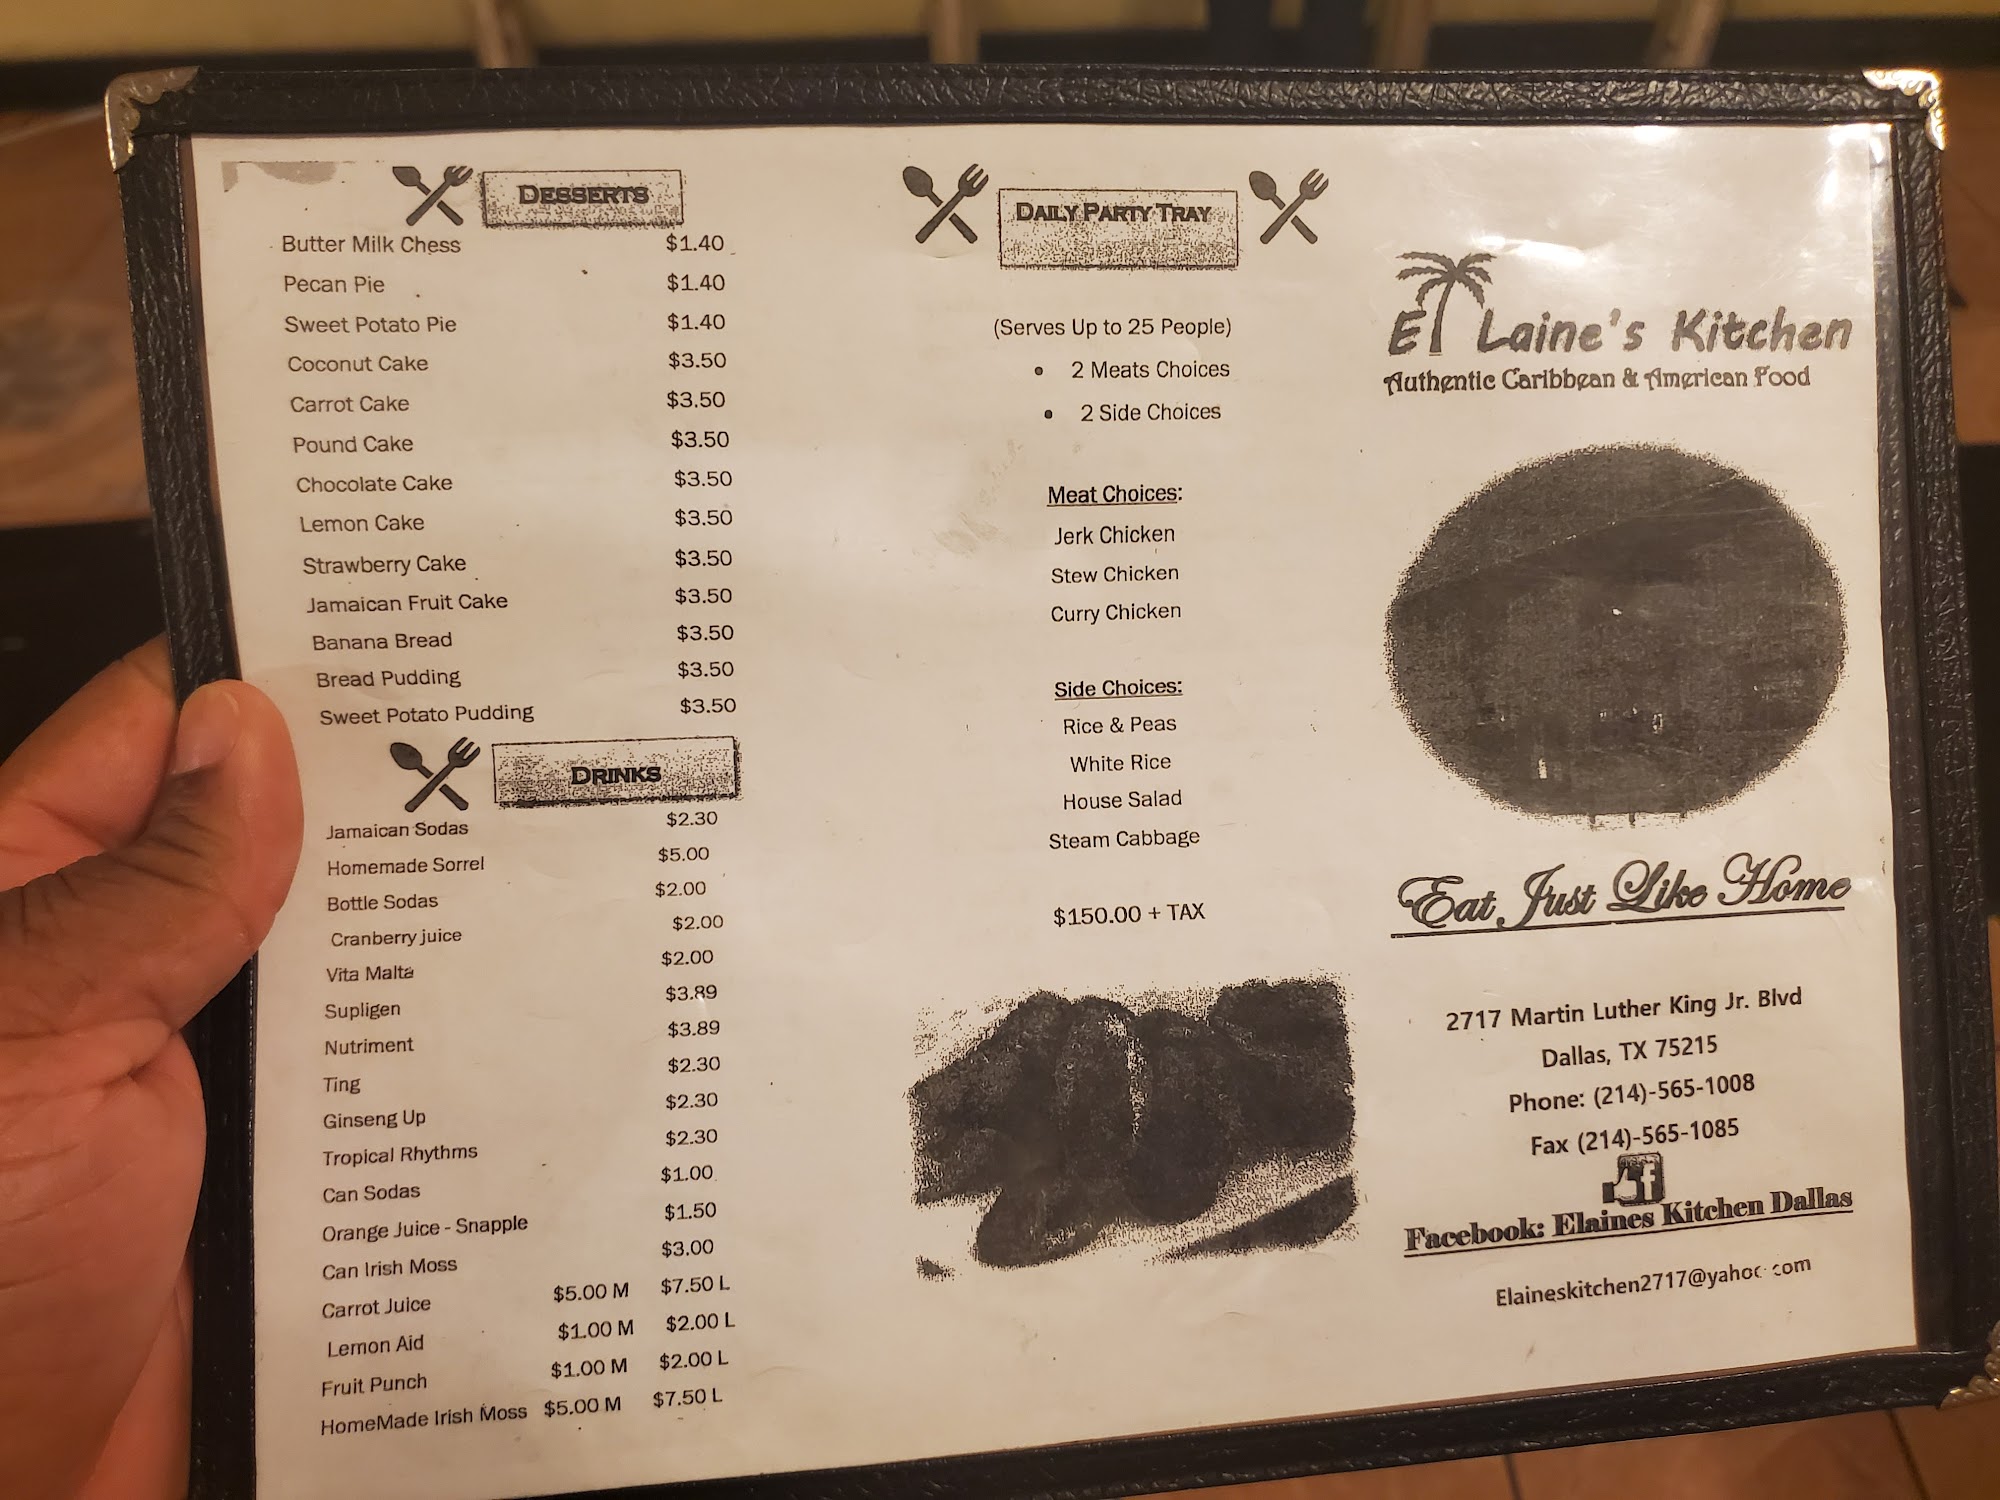 DESSERTS
Butter Milk Chess $1.40
Pecan Pie $1.40
Sweet Potato Pie $1.40
Coconut Cake $3.50
Carrot Cake $3.50
Pound Cake $3.50
Chocolate Cake $3.50
Lemon Cake $3.50
Strawberry Cake $3.50
Jamaican Fruit Cake $3.50
Banana Bread $3.50
Bread Pudding $3.50
Sweet Potato Pudding $3.50
DRINKS
Jamaican Sodas $2.30
Homemade Sorrel $5.00
Bottle Sodas $2.00
Cranberry juice $2.00
Vita Malta $2.00
Supligen $3.89
Nutriment $3.89
Ting $2.30
Ginseng Up $2.30
Tropical Rhythms $2.30
Can Sodas $1.00
Orange Juice - Snapple $1.50
Can Irish Moss $3.00
Carrot Juice $5.00 M $7.50 L
Lemon Aid $1.00 M $2.00 L
Fruit Punch $1.00 M $2.00 L
HomeMade Irish Moss $5.00 M $7.50 L
DAILY PARTY TRAY
(Serves Up to 25 People)
• 2 Meats Choices
• 2 Side Choices
Meat Choices:
Jerk Chicken
Stew Chicken
Curry Chicken
Side Choices:
Rice & Peas
White Rice
House Salad
Steam Cabbage
$150.00 + TAX
E Laine's Kitchen
Authentic Caribbean & American Food
Eat Just Like Home
2717 Martin Luther King Jr. Blvd
Dallas, TX 75215
Phone: (214)-565-1008
Fax (214)-565-1085
f
Facebook: Elaines Kitchen Dallas
Elaineskitchen2717@yahoo.com